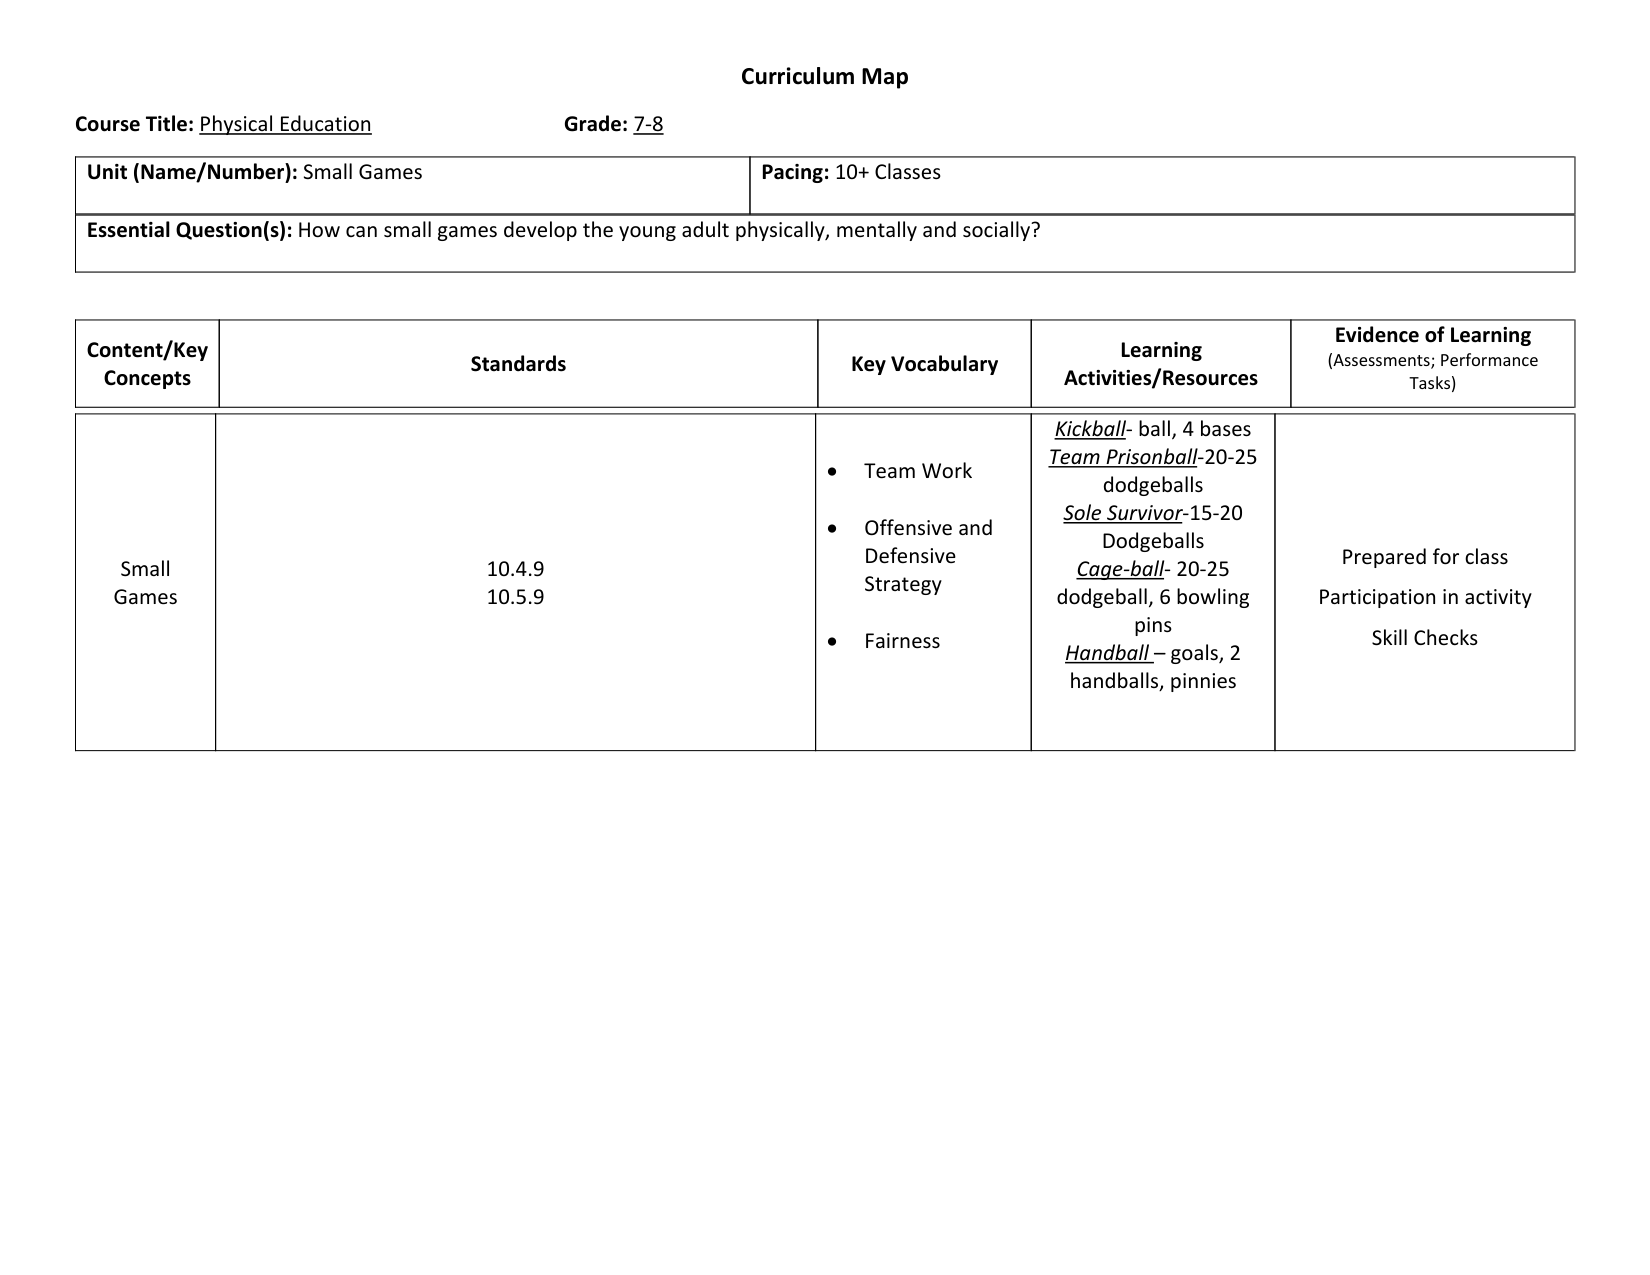 Curriculum Map
Course Title: Physical Education Grade: 7-8
Unit (Name/Number): Small Games
Pacing: 10+ Classes
Essential Question(s): How can small games develop the young adult physically, mentally and socially?
Content/Key
Concepts
Standards
Key Vocabulary
Learning
Activities/Resources
Evidence of Learning
(Assessments; Performance
Tasks)
Small
Games
10.4.9
10.5.9
• Team Work
• Offensive and
Defensive
Strategy
• Fairness
Kickball- ball, 4 bases
Team Prisonball-20-25
dodgeballs
Sole Survivor-15-20
Dodgeballs
Cage-ball- 20-25
dodgeball, 6 bowling
pins
Handball – goals, 2
handballs, pinnies
Prepared for class
Participation in activity
Skill Checks